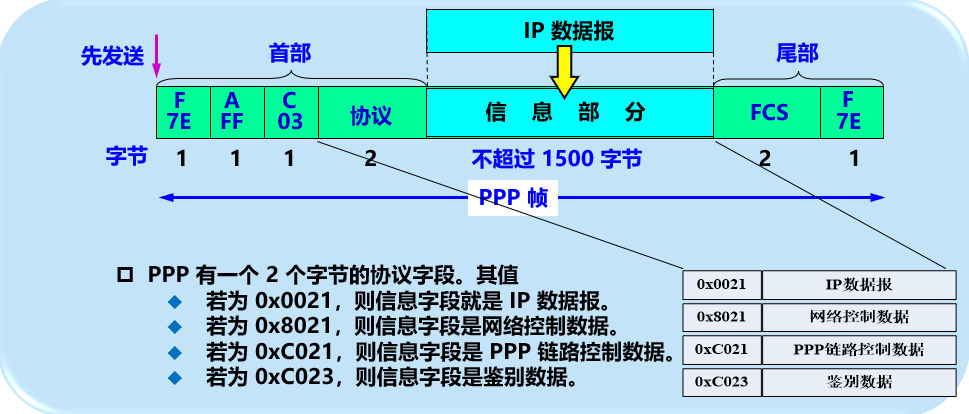 IP 数据报
先发送
首部
尾部
F
7E
A
FF
C
03
协议
信 息 部 分
FCS
F
7E
字节
1
1
1
2
不超过 1500 字节
2
1
PPP 帧
PPP 有一个 2 个字节的协议字段。其值
若为 0x0021，则信息字段就是 IP 数据报。
若为 0x8021，则信息字段是网络控制数据。
若为 0xC021，则信息字段是 PPP 链路控制数据。
若为 0xC023，则信息字段是鉴别数据。
0x0021 IP数据报
0x8021 网络控制数据
0xC021 PPP链路控制数据
0xC023 鉴别数据